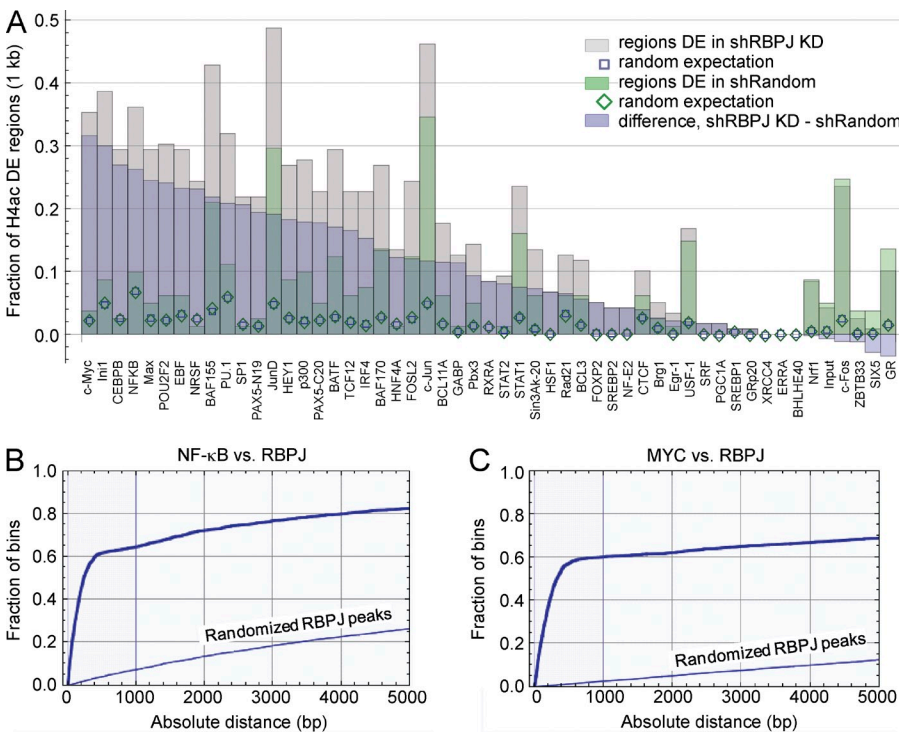 A
Fraction of H4ac DE regions (1 kb)
0.5
0.4
0.3
0.2
0.1
0.0
regions DE in shRBPJ KD
random expectation
regions DE in shRandom
random expectation
difference, shRBPJ KD - shRandom
c-Myc
Ini1
CEBPB
NFKB
Max
POU2F2
EBF
NRSF
BAF155
PU.1
SP1
PAX5-N19
JunD
HEY1
p300
PAX5-C20
BATF
TCF12
IRF4
BAF170
HNF4A
FOSL2
c-Jun
BCL11A
GABP
Pbx3
RXRA
STAT2
STAT1
Sin3Ak-20
HSF1
Rad21
BCL3
FOXP2
SREBP2
NF-E2
CTCF
Brg1
Egr-1
USF-1
SRF
PGC1A
SREBP1
GRp20
XRCC4
ERRA
BHLHE40
Nrf1
Input
c-Fos
ZBTB33
SIX5
GR
B
NF-κB vs. RBPJ
Fraction of bins
1.0
0.8
0.6
0.4
0.2
0.0
Randomized RBPJ peaks
0 1000 2000 3000 4000 5000
Absolute distance (bp)
C
MYC vs. RBPJ
Fraction of bins
1.0
0.8
0.6
0.4
0.2
0.0
Randomized RBPJ peaks
0 1000 2000 3000 4000 5000
Absolute distance (bp)